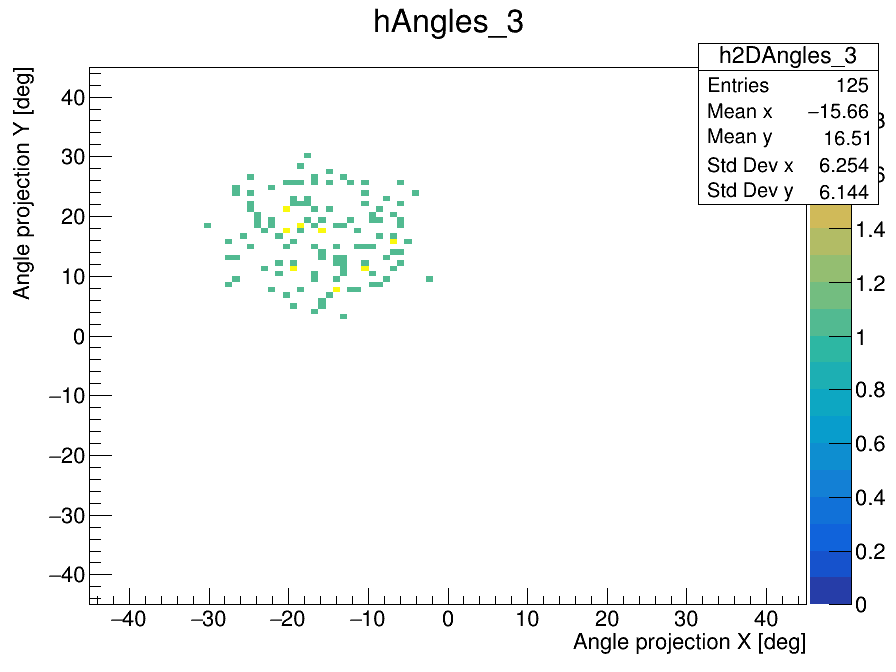 hAngles_3
h2DAngles_3
Entries 125
Mean x −15.66
Mean y 16.51
Std Dev x 6.254
Std Dev y 6.144
Angle projection Y [deg]
40
30
20
10
0
−10
−20
−30
−40
−40 −30 −20 −10 0 10 20 30 40
Angle projection X [deg]
1.4
1.2
1
0.8
0.6
0.4
0.2
0